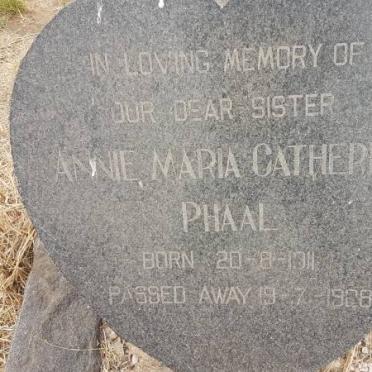 IN LOVING MEMORY OF
OUR DEAR SISTER
ANNIE MARIA CATHERI
PHAAL
BORN 20-8-1911
PASSED AWAY 19-7-1968